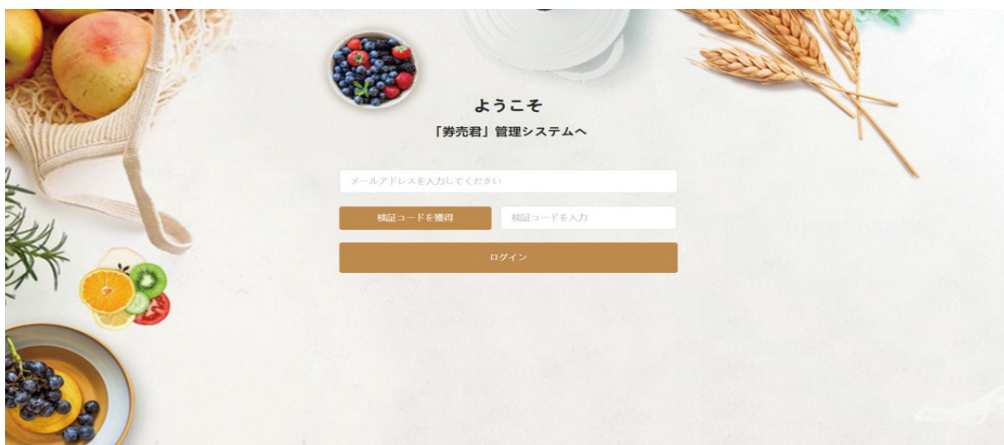 ようこそ
「券売君」管理システムへ
メールアドレスを入力してください
検証コードを獲得
検証コードを入力
ログイン